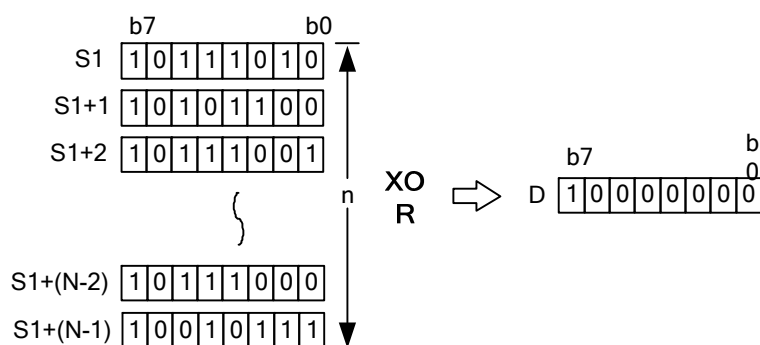 b7 b0
S1 1 0 1 1 1 0 1 0
S1+1 1 0 1 0 1 1 0 0
S1+2 1 0 1 1 1 0 0 1
n
XO
R
b7 b
0
D 1 0 0 0 0 0 0 0
S1+(N-2) 1 0 1 1 1 0 0 0
S1+(N-1) 1 0 0 1 0 1 1 1